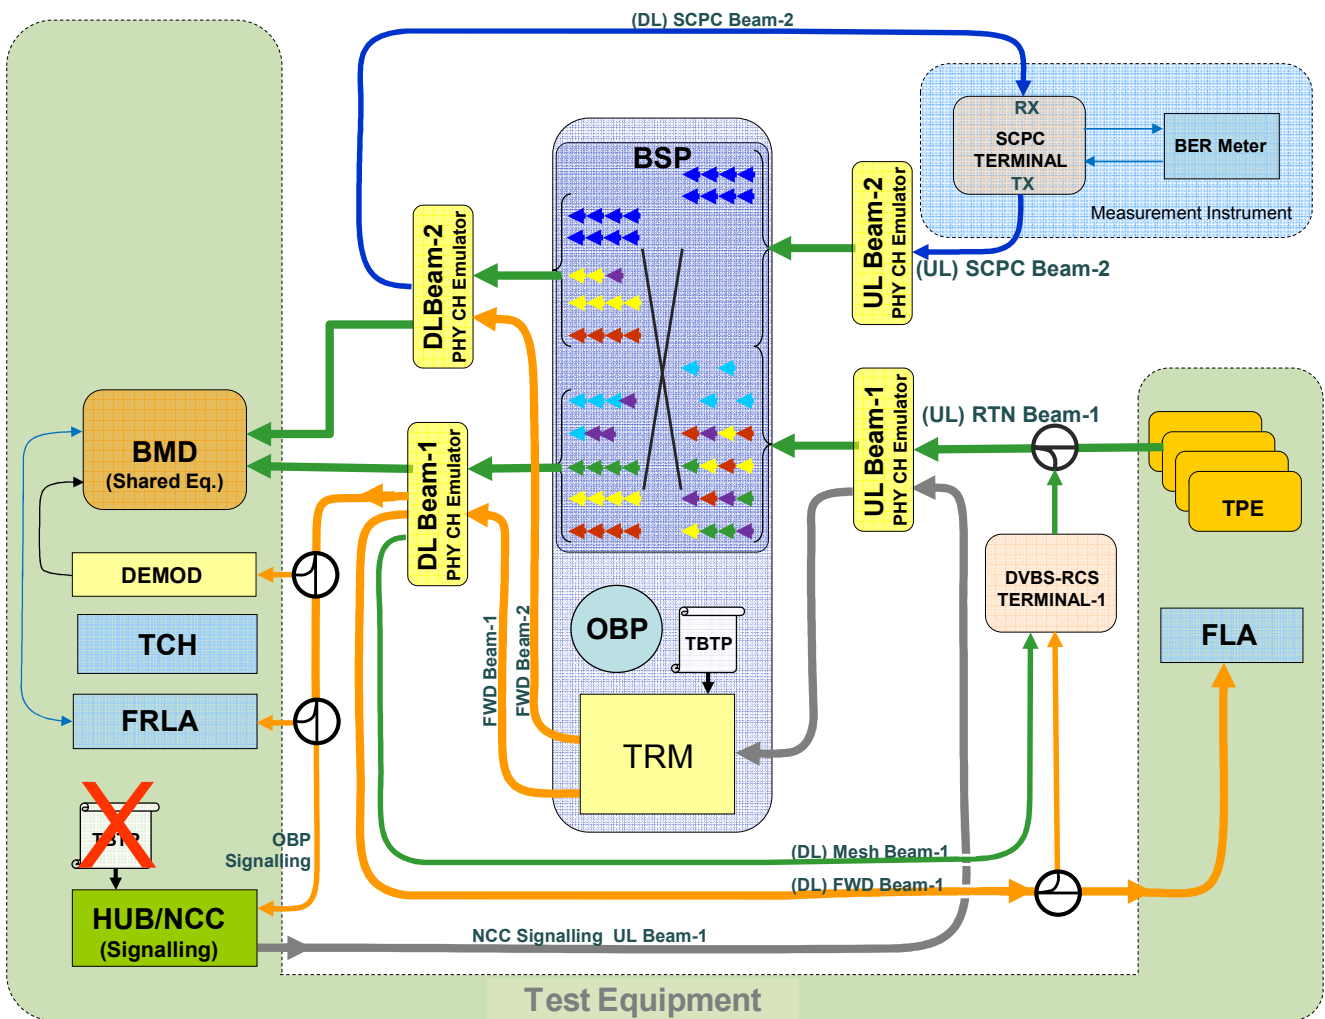 (DL) SCPC Beam-2
RX
SCPC
TERMINAL
TX
BER Meter
Measurement Instrument
BSP
UL Beam-2
PHY CH Emulator
(UL) SCPC Beam-2
DLBeam-2
PHY CH Emulator
UL Beam-1
PHY CH Emulator
(UL) RTN Beam-1
TPE
BMD
(Shared Eq.)
DL Beam-1
PHY CH Emulator
DEMOD
DVBS-RCS
TERMINAL-1
TCH
FLA
OBP
TBTP
FWD Beam-1
FWD Beam-2
FRLA
TRM
TBTP
OBP
Signalling
(DL) Mesh Beam-1
(DL) FWD Beam-1
HUB/NCC
(Signalling)
NCC Signalling UL Beam-1
Test Equipment